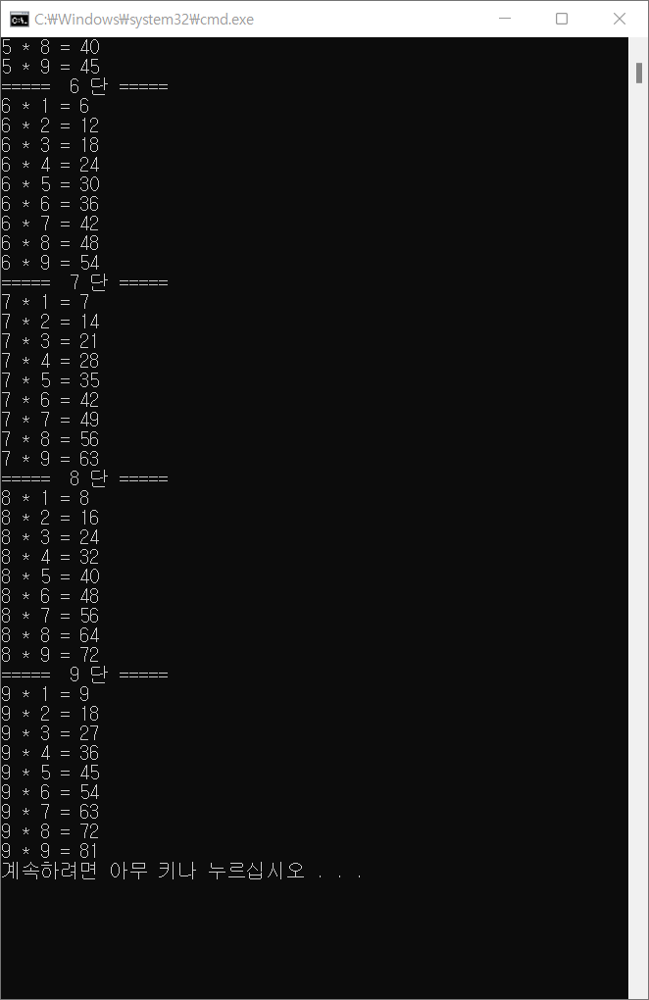 C:₩Windows₩system32₩cmd.exe
5 * 8 = 40
5 * 9 = 45
=====  6 단 =====
6 * 1 = 6
6 * 2 = 12
6 * 3 = 18
6 * 4 = 24
6 * 5 = 30
6 * 6 = 36
6 * 7 = 42
6 * 8 = 48
6 * 9 = 54
=====  7 단 =====
7 * 1 = 7
7 * 2 = 14
7 * 3 = 21
7 * 4 = 28
7 * 5 = 35
7 * 6 = 42
7 * 7 = 49
7 * 8 = 56
7 * 9 = 63
=====  8 단 =====
8 * 1 = 8
8 * 2 = 16
8 * 3 = 24
8 * 4 = 32
8 * 5 = 40
8 * 6 = 48
8 * 7 = 56
8 * 8 = 64
8 * 9 = 72
=====  9 단 =====
9 * 1 = 9
9 * 2 = 18
9 * 3 = 27
9 * 4 = 36
9 * 5 = 45
9 * 6 = 54
9 * 7 = 63
9 * 8 = 72
9 * 9 = 81
계속하려면 아무 키나 누르십시오 . . .